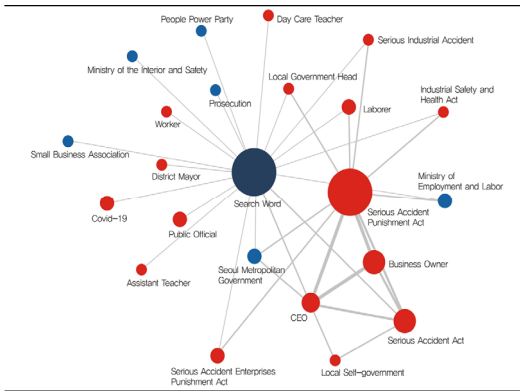 People Power Party
Day Care Teacher
Serious Industrial Accident
Ministry of the Interior and Safety
Local Government Head
Industrial Safety and
Health Act
Prosecution
Laborer
Worker
Small Business Association
District Mayor
Ministry of
Employment and Labor
Search Word
Serious Accident
Punishment Act
Covid-19
Public Official
Seoul Metropolitan
Government
Business Owner
Assistant Teacher
CEO
Serious Accident Act
Serious Accident Enterprises
Punishment Act
Local Self-government